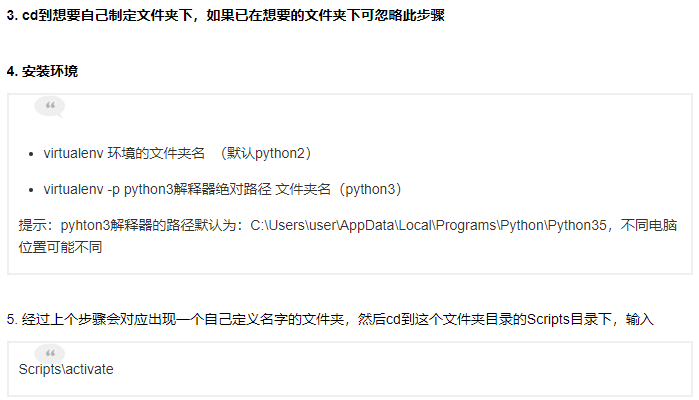 3. cd到想要自己制定文件夹下，如果已在想要的文件夹下可忽略此步骤
4. 安装环境
virtualenv 环境的文件夹名 （默认python2）
virtualenv -p python3解释器绝对路径 文件夹名（python3）
提示：pyhton3解释器的路径默认为：C:\Users\user\AppData\Local\Programs\Python\Python35，不同电脑
位置可能不同
5. 经过上个步骤会对应出现一个自己定义名字的文件夹，然后cd到这个文件夹目录的Scripts目录下，输入
Scripts\activate